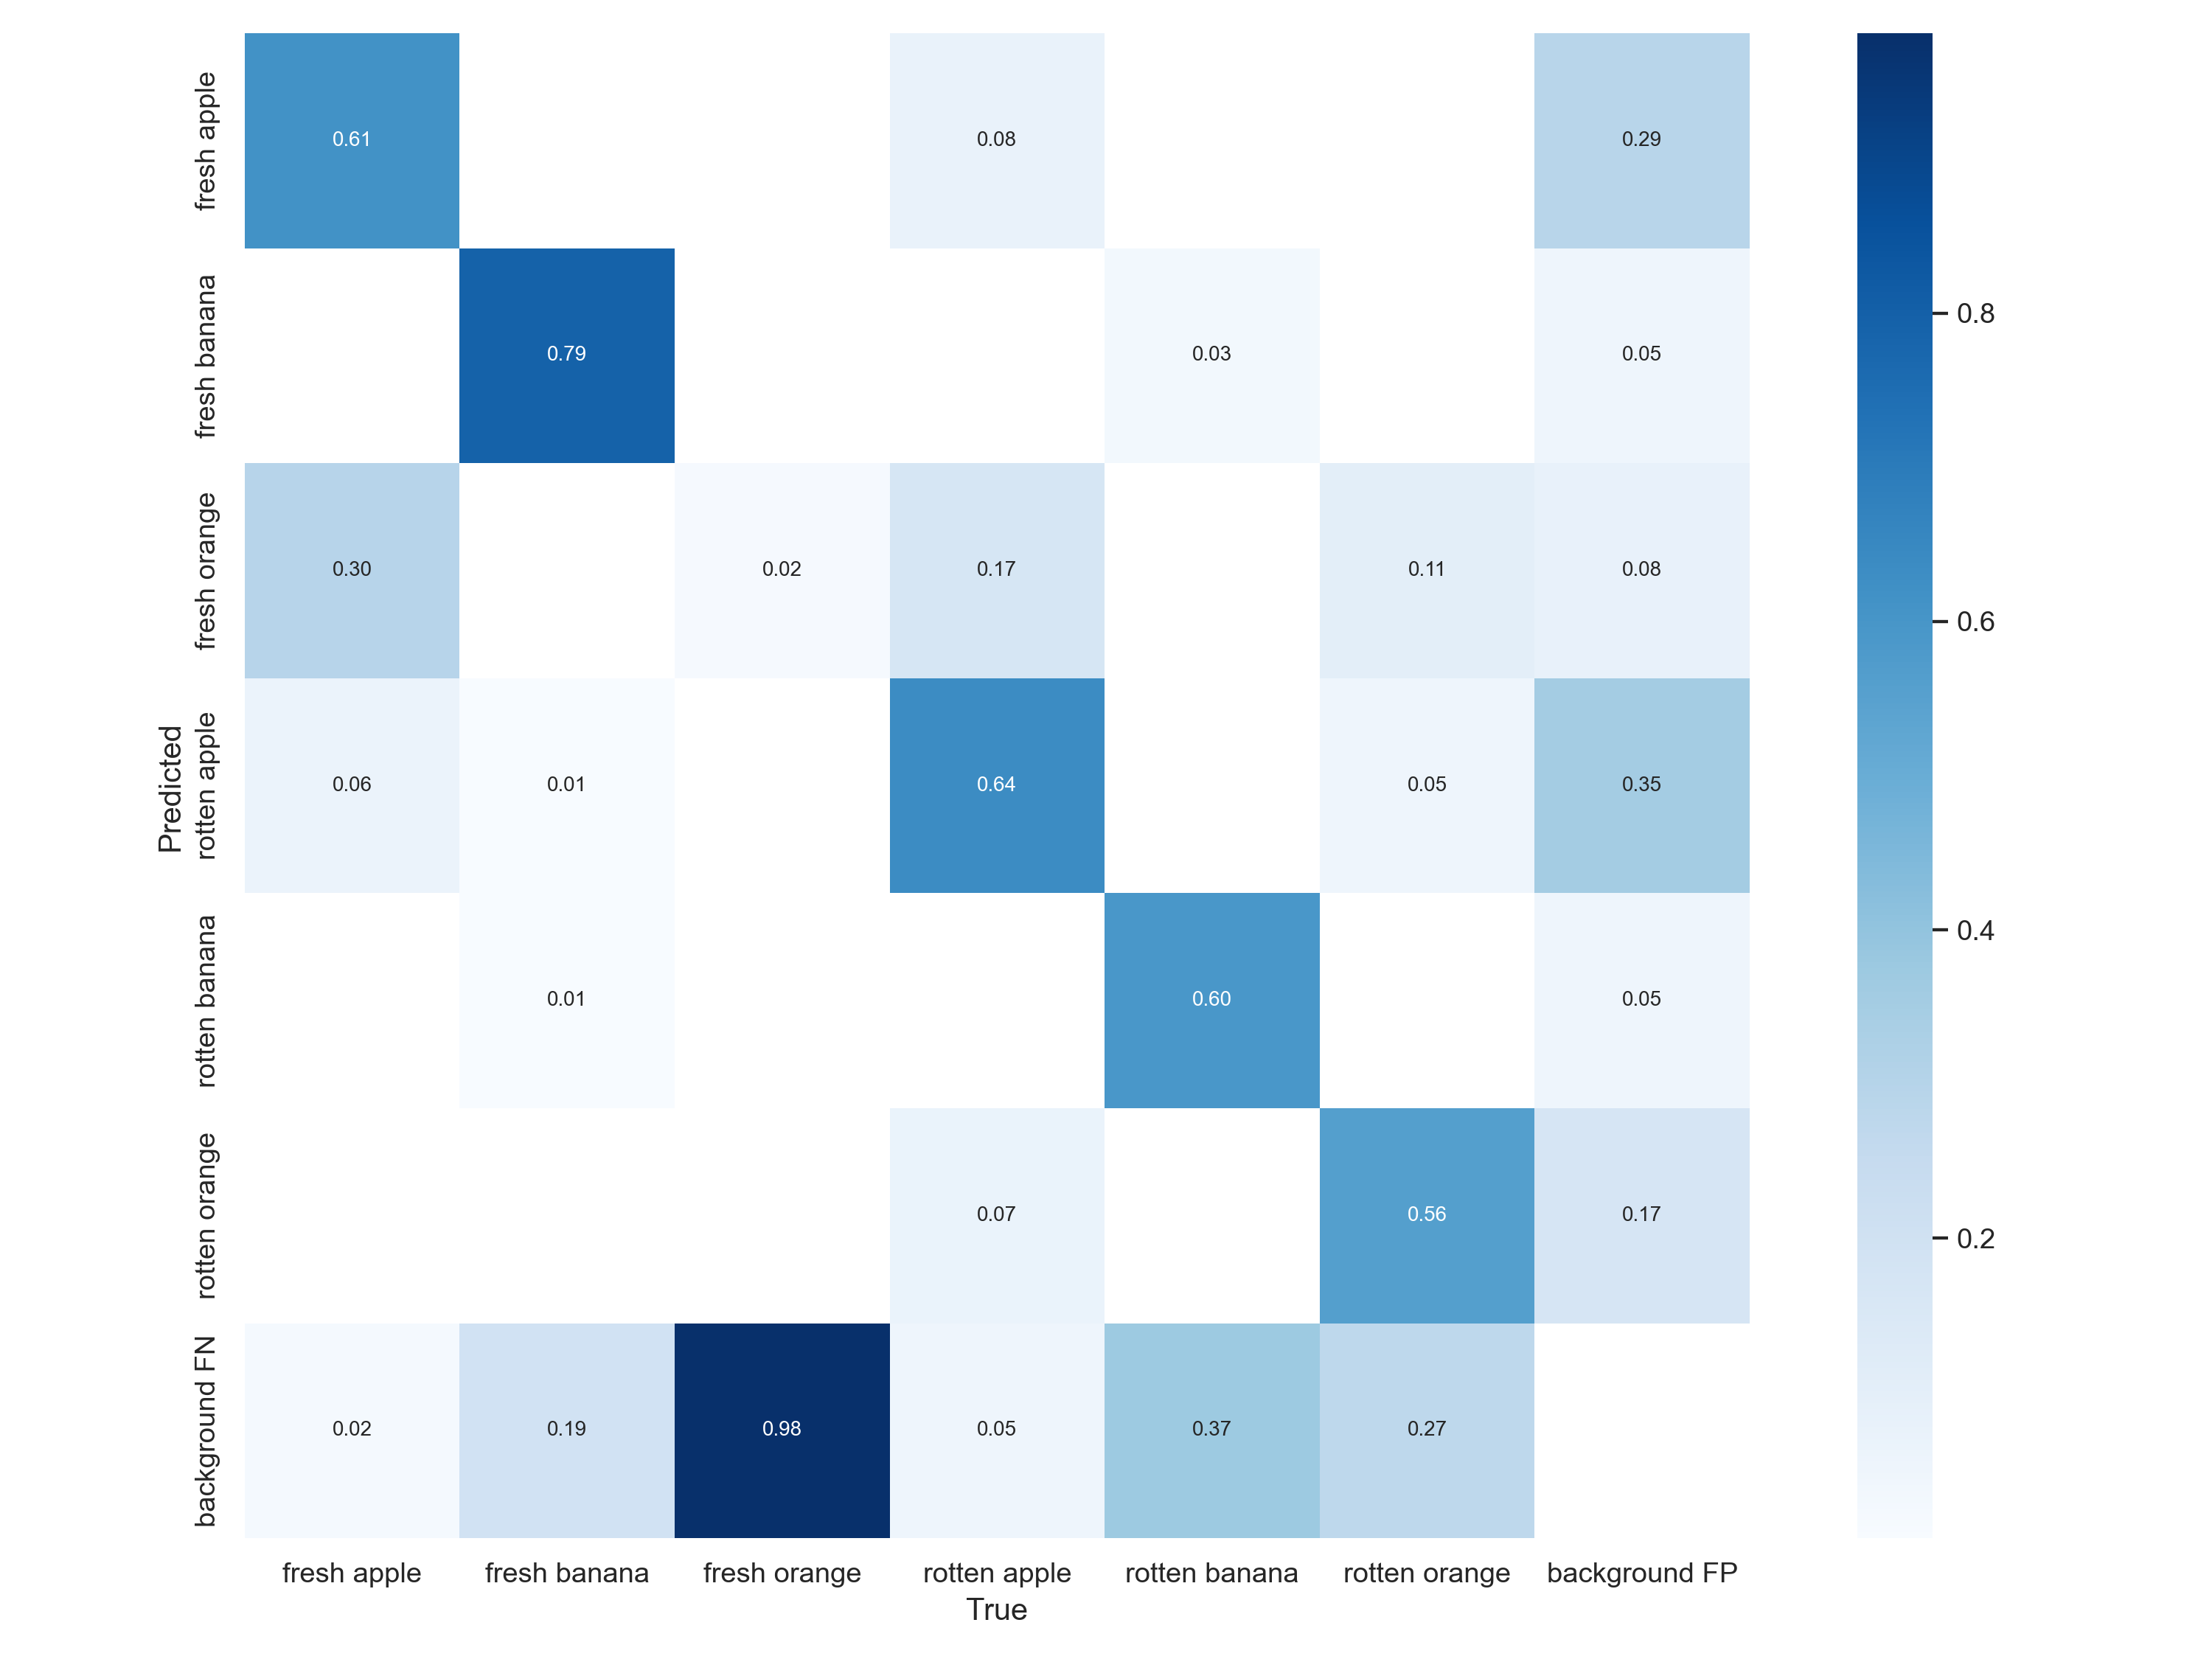 fresh apple 0.61 0.08 0.29
fresh banana 0.79 0.03 0.05
0.8
fresh orange 0.30 0.02 0.17 0.11 0.08
0.6
Predicted
rotten apple 0.06 0.01 0.64 0.05 0.35
0.4
rotten banana 0.01 0.60 0.05
rotten orange 0.07 0.56 0.17
0.2
background FN 0.02 0.19 0.98 0.05 0.37 0.27
fresh apple fresh banana fresh orange rotten apple rotten banana rotten orange background FP
True